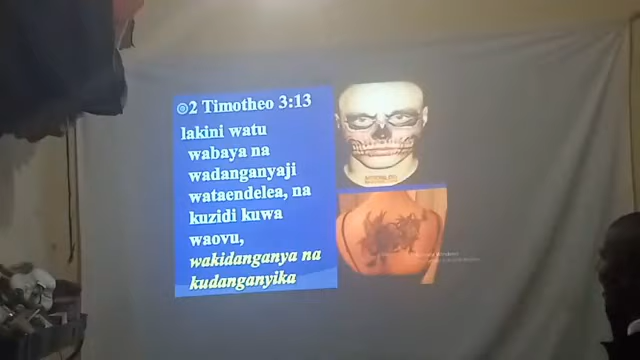 2 Timotheo 3:13
lakini watu
wabaya na
wadanganyaji
wataendelea, na
kuzidi kuwa
waovu,
wakidanganya na
kudanganyika